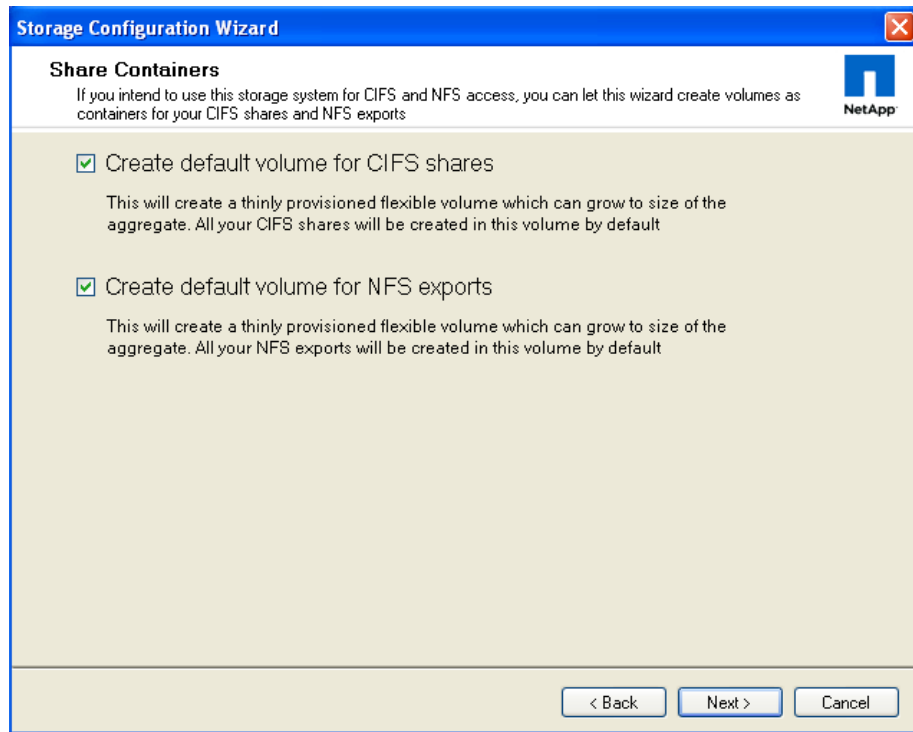 Storage Configuration Wizard
Share Containers
If you intend to use this storage system for CIFS and NFS access, you can let this wizard create volumes as
containers for your CIFS shares and NFS exports
NetApp
Create default volume for CIFS shares
This will create a thinly provisioned flexible volume which can grow to size of the
aggregate. All your CIFS shares will be created in this volume by default
Create default volume for NFS exports
This will create a thinly provisioned flexible volume which can grow to size of the
aggregate. All your NFS exports will be created in this volume by default
< Back Next > Cancel